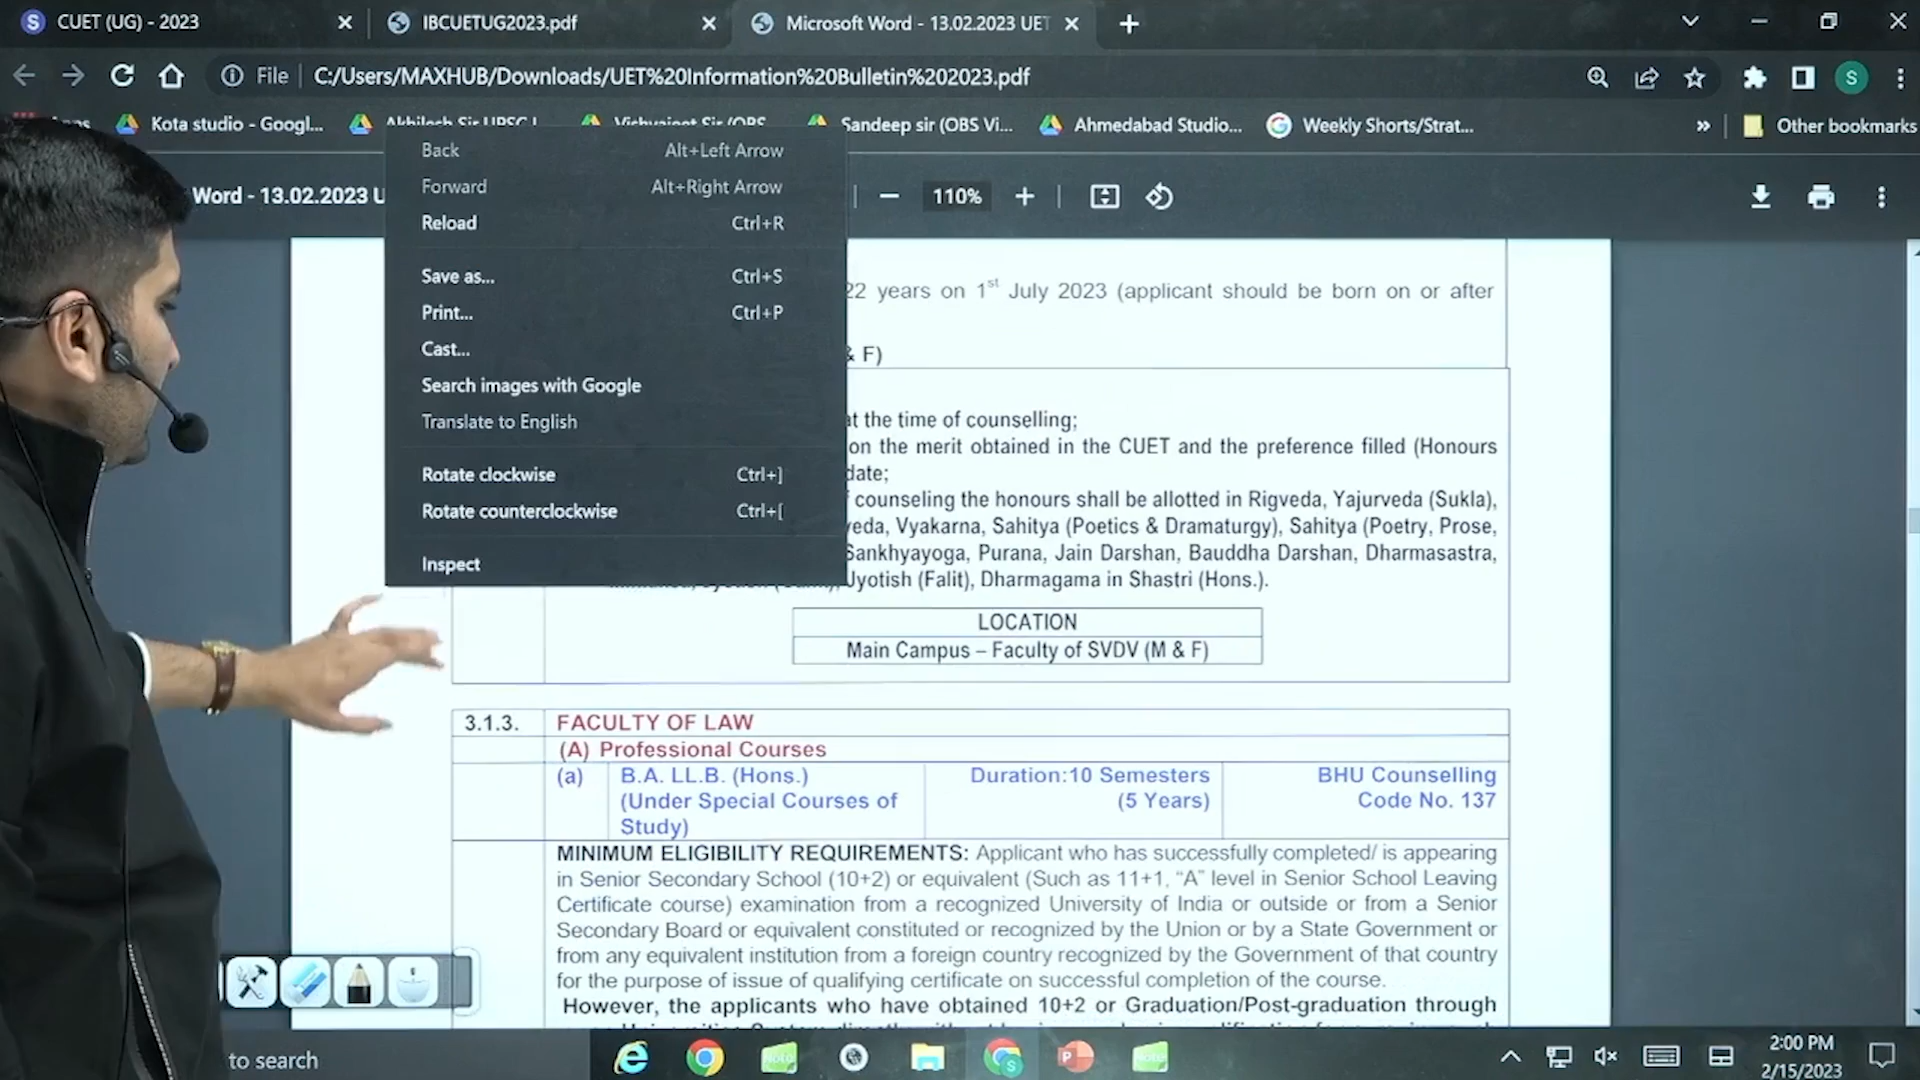 CUET (UG) - 2023
IBCUETUG2023.pdf
Microsoft Word - 13.02.2023 UET
File
C:/Users/MAXHUB/Downloads/UET%20Information%20Bulletin%202023.pdf
S
Kota studio - Googl...
Sandeep sir (OBS Vi...
Ahmedabad Studio...
Weekly Shorts/Strat...
Other bookmarks
Word - 13.02.2023 U
110%
Back Alt+Left Arrow
Forward Alt+Right Arrow
Reload Ctrl+R
Save as... Ctrl+S
Print... Ctrl+P
Cast...
Search images with Google
Translate to English
Rotate clockwise Ctrl+]
Rotate counterclockwise Ctrl+[
Inspect
22 years on 1st July 2023 (applicant should be born on or after
& F)
at the time of counselling;
on the merit obtained in the CUET and the preference filled (Honours
date;
counseling the honours shall be allotted in Rigveda, Yajurveda (Sukla),
veda, Vyakarna, Sahitya (Poetics & Dramaturgy), Sahitya (Poetry, Prose,
Sankhyayoga, Purana, Jain Darshan, Bauddha Darshan, Dharmasastra,
Jyotish (Falit), Dharmagama in Shastri (Hons.).
LOCATION
Main Campus – Faculty of SVDV (M & F)
3.1.3. FACULTY OF LAW
(A) Professional Courses
(a) B.A. LL.B. (Hons.) Duration:10 Semesters BHU Counselling
(Under Special Courses of (5 Years) Code No. 137
Study)
MINIMUM ELIGIBILITY REQUIREMENTS: Applicant who has successfully completed/ is appearing
in Senior Secondary School (10+2) or equivalent (Such as 11+1, “A” level in Senior School Leaving
Certificate course) examination from a recognized University of India or outside or from a Senior
Secondary Board or equivalent constituted or recognized by the Union or by a State Government or
from any equivalent institution from a foreign country recognized by the Government of that country
for the purpose of issue of qualifying certificate on successful completion of the course.
However, the applicants who have obtained 10+2 or Graduation/Post-graduation through
to search
2:00 PM
2/15/2023